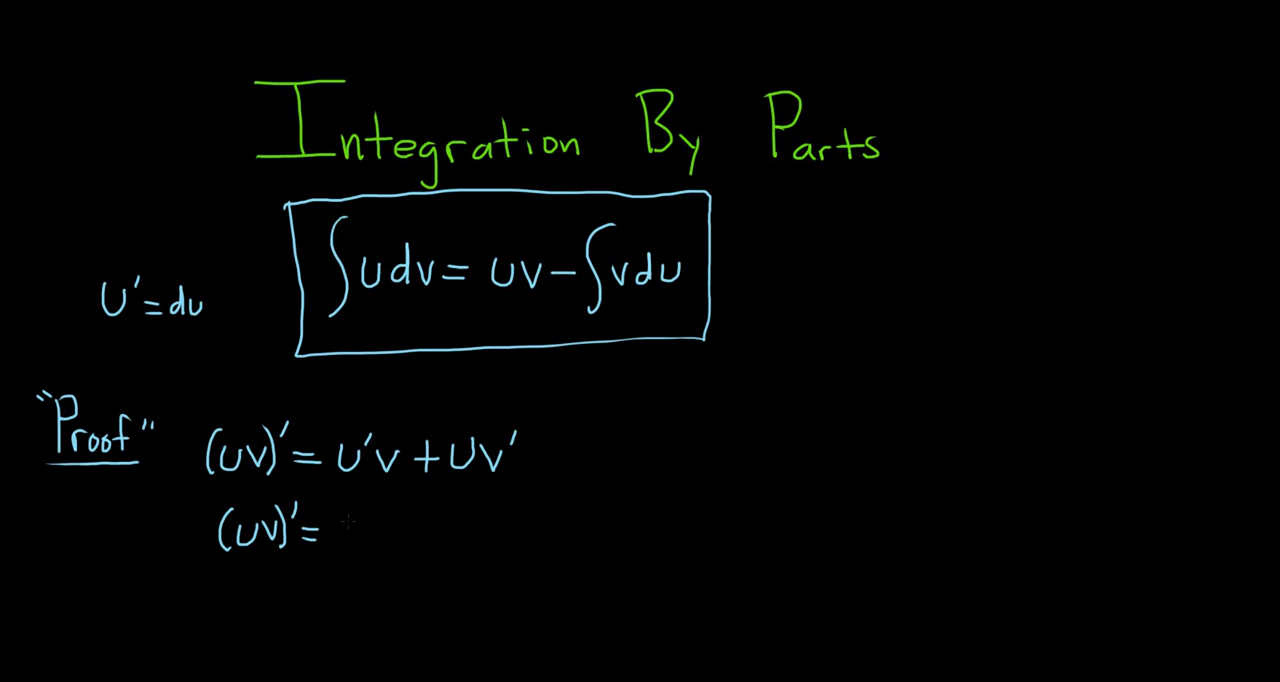 Integration By Parts
∫udv = uv - ∫vdu
u' = du
"Proof" (uv)' = u'v + uv'
(uv)' =